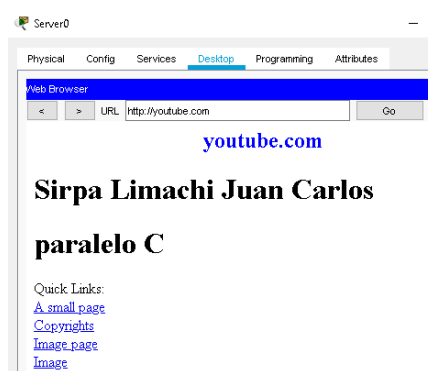 Server0
Physical Config Services Desktop Programming Attributes
Web Browser
< > URL http://youtube.com Go
youtube.com
Sirpa Limachi Juan Carlos
paralelo C
Quick Links:
A small page
Copyrights
Image page
Image